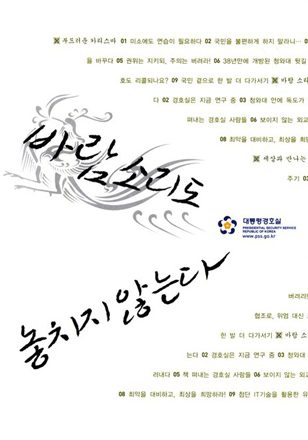 ※ 부드러운 카리스마 01 미소에도 연습이 필요하다 02 국민을 불편하게 하지 말라니… 0
을 바꾸다 05 권위는 지키되, 주의는 버려라! 06 38년만에 개방된 청와대 뒷길
호도 리콜되나요? 09 국민 곁으로 한 발 더 다가서기 ※ 바람 소리
다 02 경호실은 지금 연구 중 03 청와대 안에 독도가
펴내는 경호실 사람들 06 보이지 않는 외교
08 최악을 대비하고, 최상을 희망
※ 세상과 만나는
주기 03
바람 소리도
대통령경호실
PRESIDENTIAL SECURITY SERVICE
REPUBLIC OF KOREA
www.pss.go.kr
놓치지 않는다
버려라
협조로, 위엄 대신
한 발 더 다가서기 ※ 바람 소
는다 02 경호실은 지금 연구 중 03 청와대
러내다 05 책 펴내는 경호실 사람들 06 보이지 않는 외교
08 최악을 대비하고, 최상을 희망하라! 09 첨단 IT기술을 활용한 유